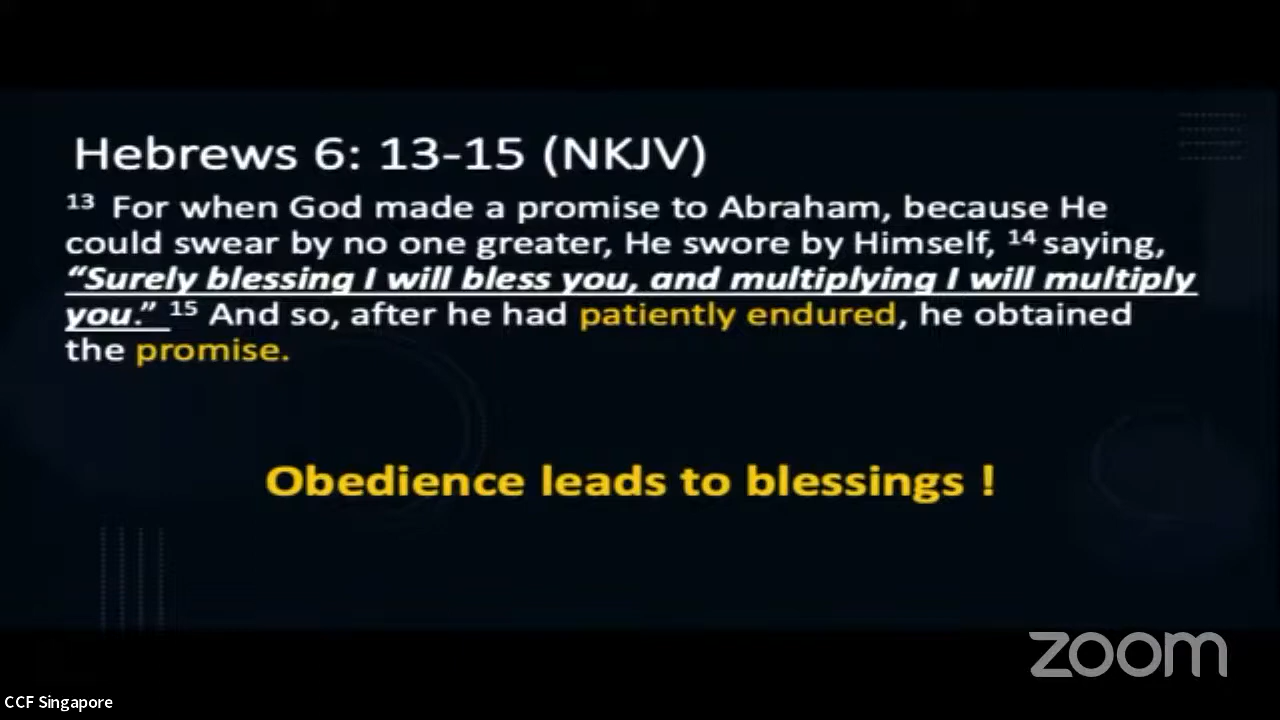 Hebrews 6: 13-15 (NKJV)
13 For when God made a promise to Abraham, because He
could swear by no one greater, He swore by Himself, 14 saying,
“Surely blessing I will bless you, and multiplying I will multiply
you.” 15 And so, after he had patiently endured, he obtained
the promise.
Obedience leads to blessings !
zoom
CCF Singapore